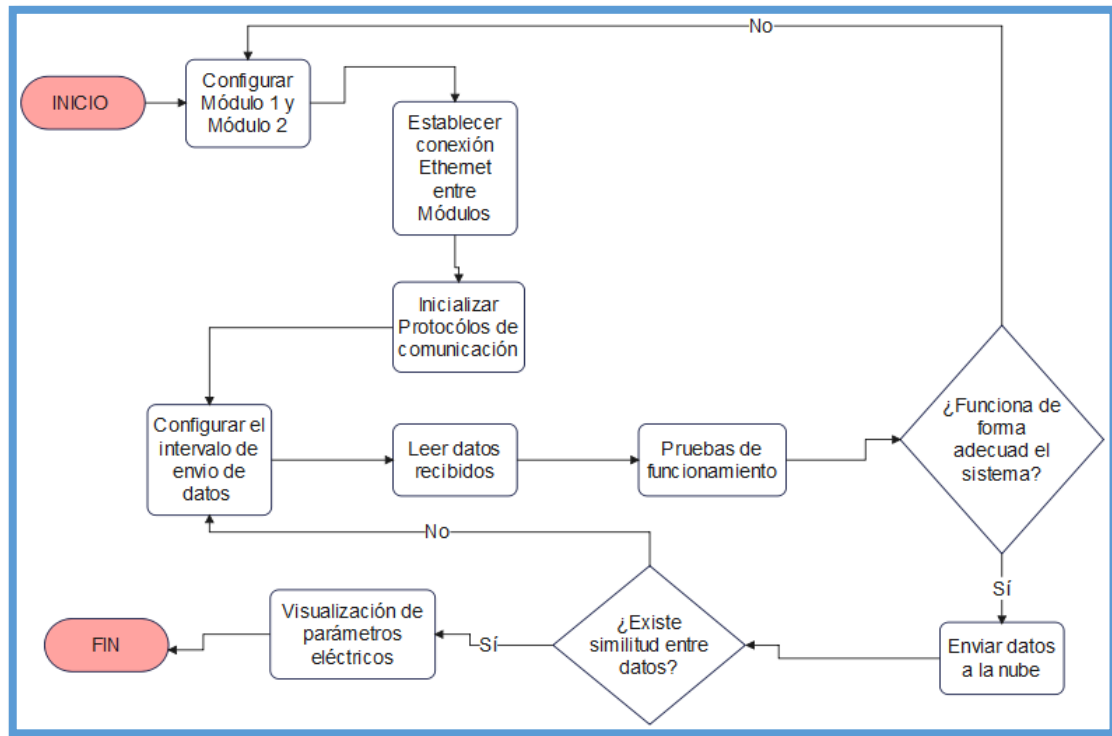 No
INICIO
Configurar
Módulo 1 y
Módulo 2
Establecer
conexión
Ethernet
entre
Módulos
Inicializar
Protocólos de
comunicación
Configurar el
intervalo de
envio de
datos
Leer datos
recibidos
Pruebas de
funcionamiento
¿Funciona de
forma
adecuad el
sistema?
No
Sí
Enviar datos
a la nube
¿Existe
similitud entre
datos?
Sí
Visualización de
parámetros
eléctricos
FIN